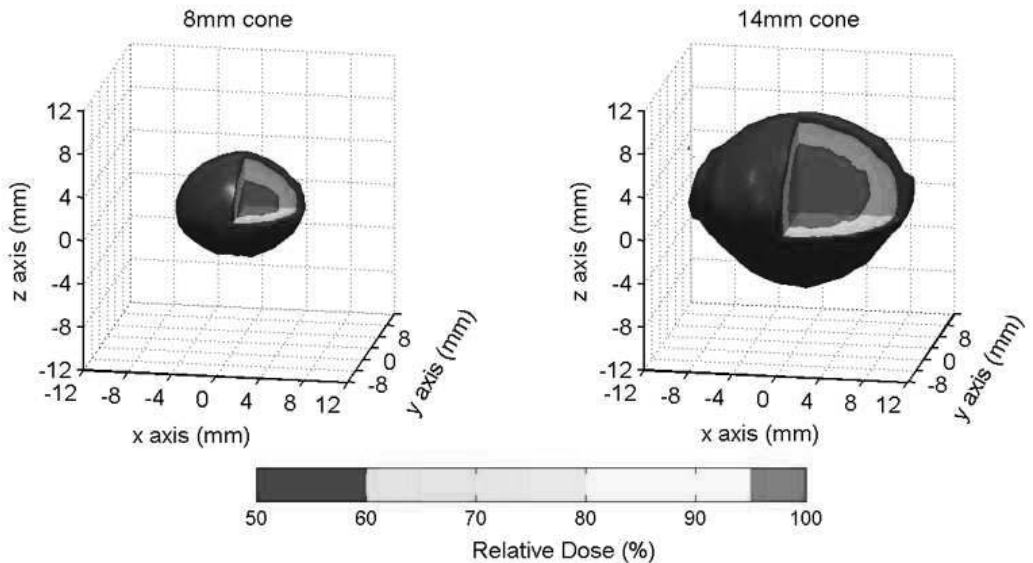 8mm cone
14mm cone
12
8
4
0
-4
-8
-12
z axis (mm)
-12 -8 -4 0 4 8 12
x axis (mm)
-8 0 8
y axis (mm)
12
8
4
0
-4
-8
-12
z axis (mm)
-12 -8 -4 0 4 8 12
x axis (mm)
-8 0 8
y axis (mm)
50 60 70 80 90 100
Relative Dose (%)